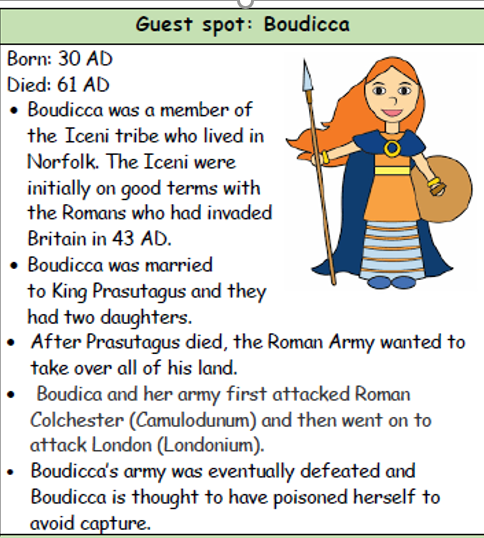 Guest spot: Boudicca
Born: 30 AD
Died: 61 AD
• Boudicca was a member of
the Iceni tribe who lived in
Norfolk. The Iceni were
initially on good terms with
the Romans who had invaded
Britain in 43 AD.
• Boudicca was married
to King Prasutagus and they
had two daughters.
• After Prasutagus died, the Roman Army wanted to
take over all of his land.
• Boudica and her army first attacked Roman
Colchester (Camulodunum) and then went on to
attack London (Londonium).
• Boudicca's army was eventually defeated and
Boudicca is thought to have poisoned herself to
avoid capture.